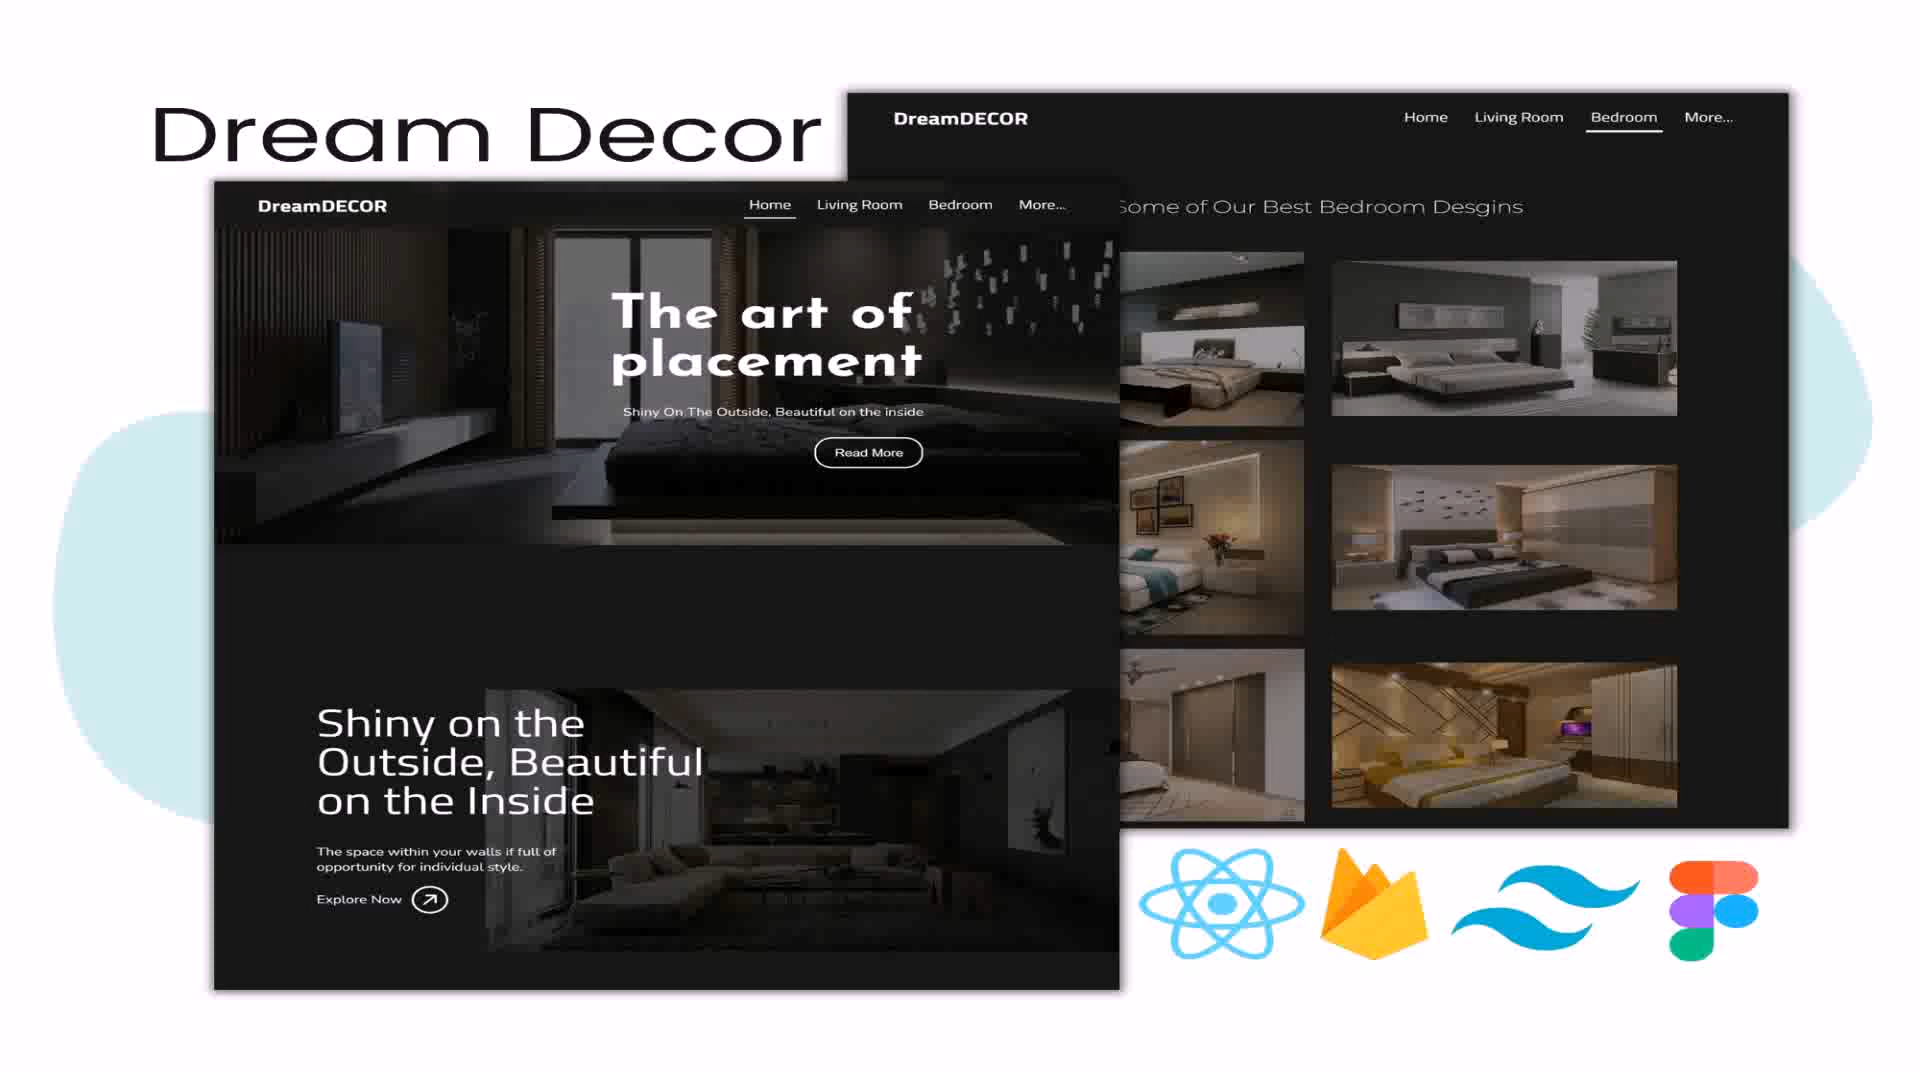 Dream Decor
DreamDECOR
Home Living Room Bedroom More...
The art of
placement
Shiny On The Outside, Beautiful on the inside
Read More
Shiny on the
Outside, Beautiful
on the Inside
The space within your walls if full of
opportunity for individual style.
Explore Now
DreamDECOR
Home Living Room Bedroom More...
Some of Our Best Bedroom Desgins